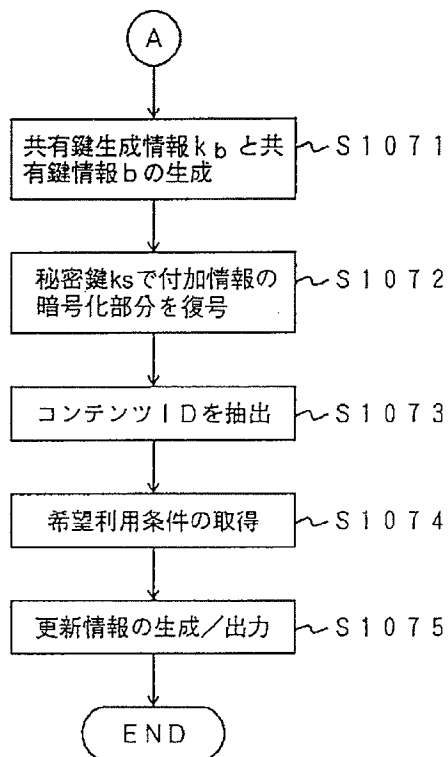 A
共有鍵生成情報kbと共 S1071
有鍵情報bの生成
秘密鍵ksで付加情報の S1072
暗号化部分を復号
コンテンツIDを抽出 S1073
希望利用条件の取得 S1074
更新情報の生成/出力 S1075
END